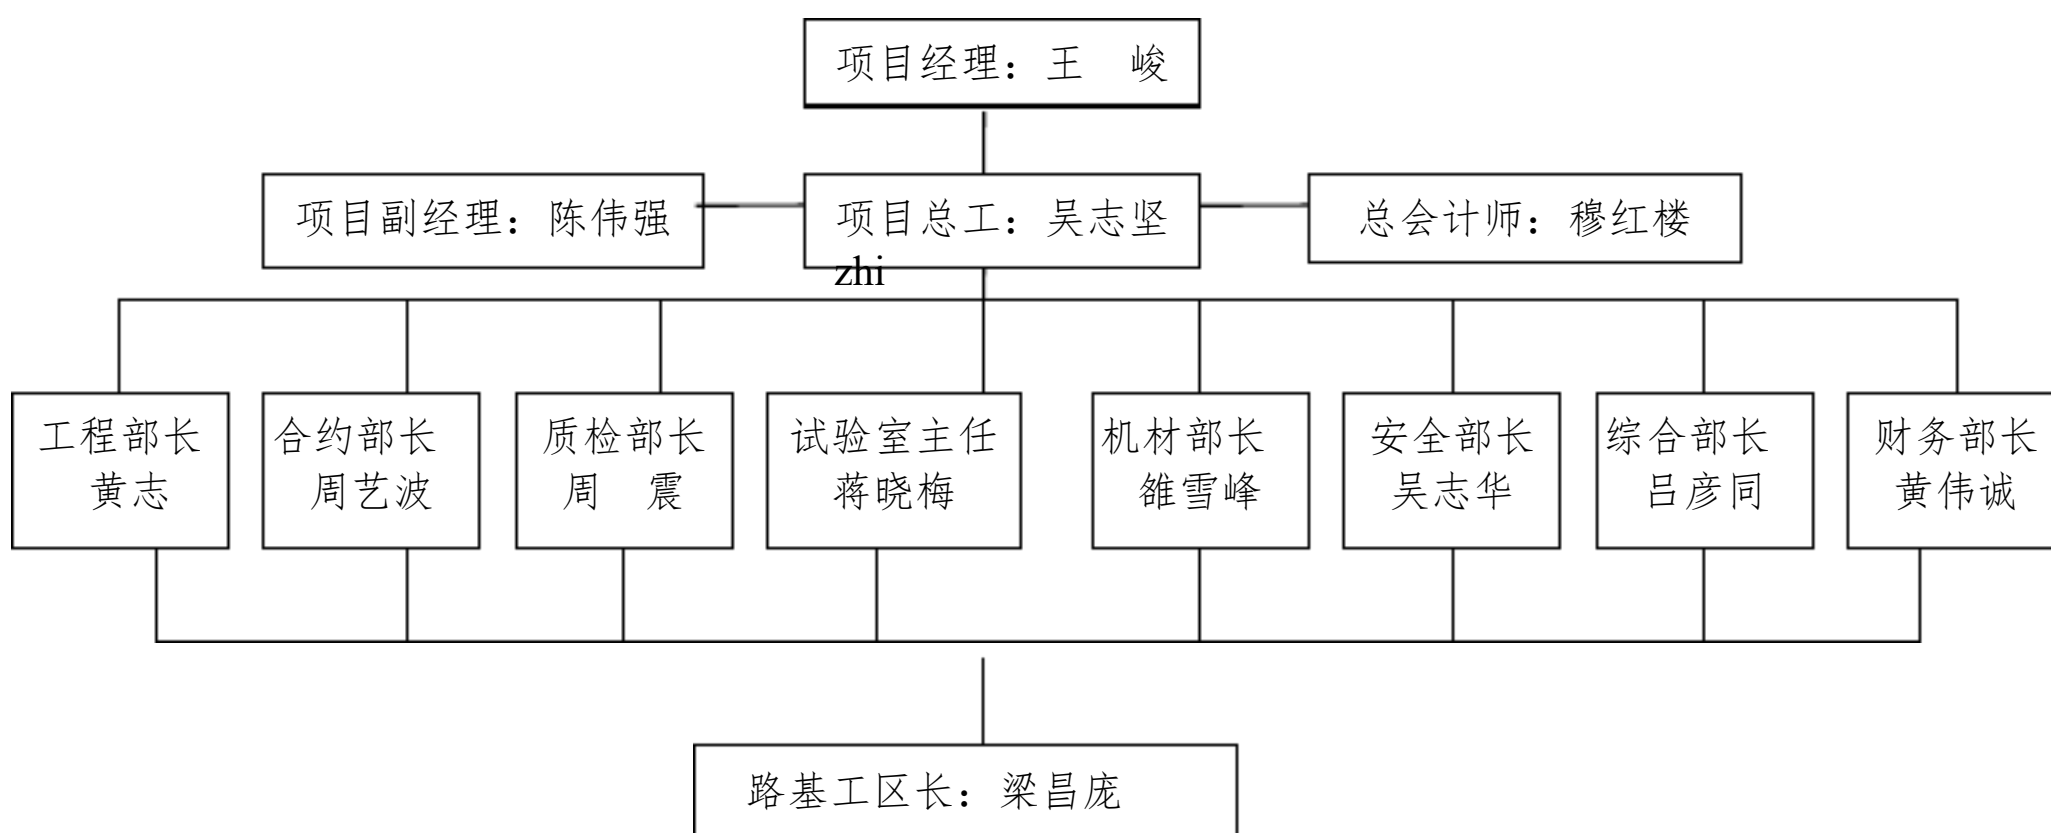 项目经理：王　峻
项目副经理：陈伟强
项目总工：吴志坚
总会计师：穆红楼
zhi
工程部长
黄志
合约部长
周艺波
质检部长
周　震
试验室主任
蒋晓梅
机材部长
雒雪峰
安全部长
吴志华
综合部长
吕彦同
财务部长
黄伟诚
路基工区长：梁昌庞